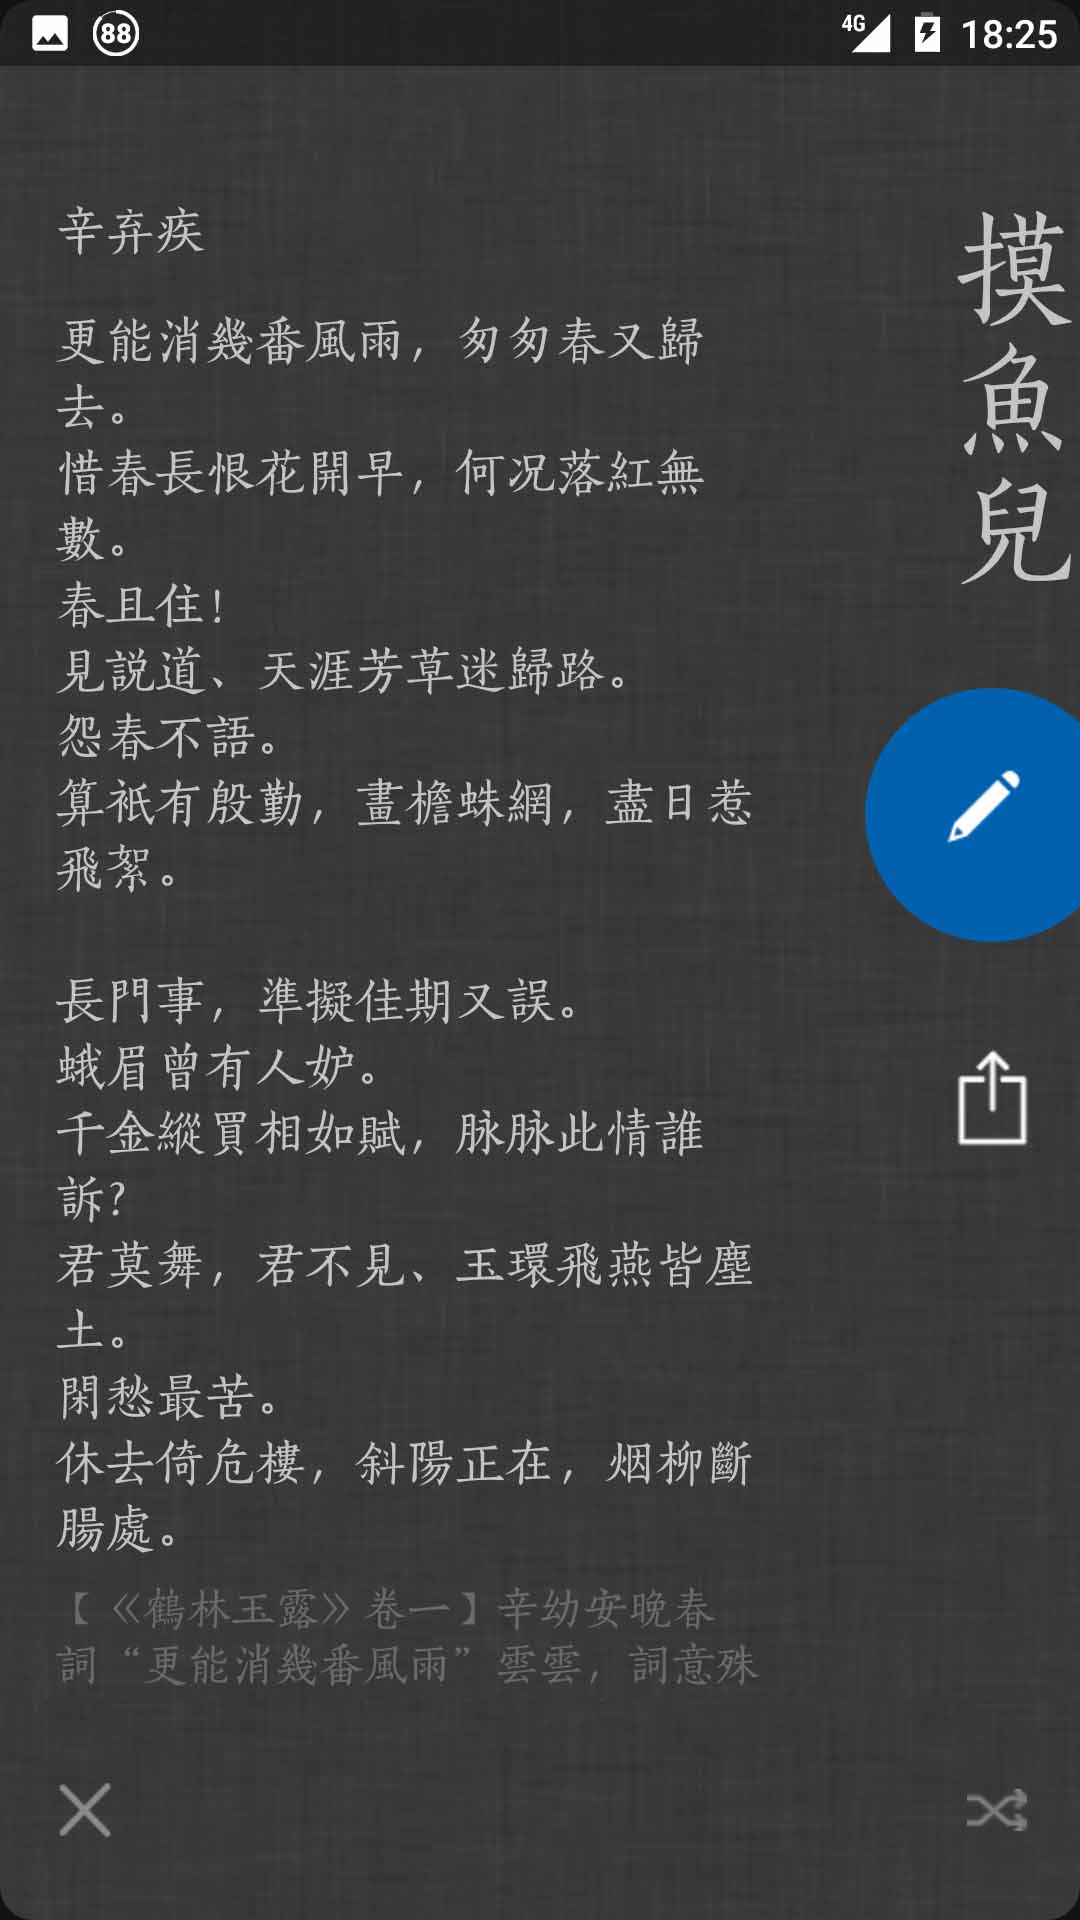 88
4G
18:25
摸魚兒
辛弃疾
更能消幾番風雨，匆匆春又歸
去。
惜春長恨花開早，何况落紅無
數。
春且住！
見説道、天涯芳草迷歸路。
怨春不語。
算衹有殷勤，畫檐蛛網，盡日惹
飛絮。
長門事，準擬佳期又誤。
蛾眉曾有人妒。
千金縱買相如賦，脉脉此情誰
訴？
君莫舞，君不見、玉環飛燕皆塵
土。
閑愁最苦。
休去倚危樓，斜陽正在，烟柳斷
腸處。
【《鶴林玉露》卷一】辛幼安晚春
詞“更能消幾番風雨”雲雲，詞意殊